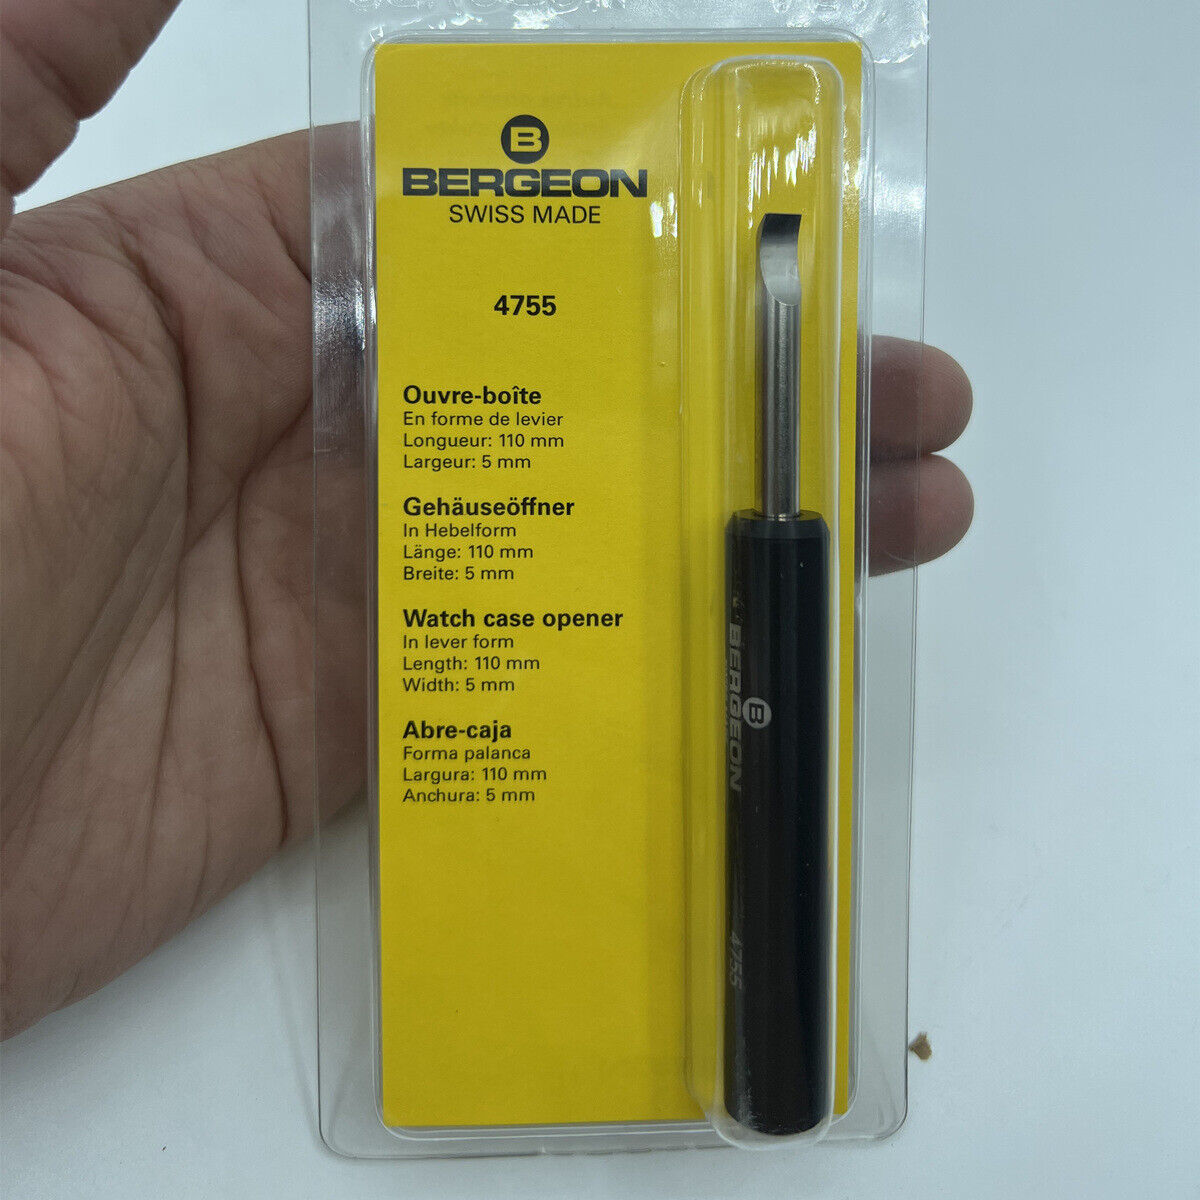 B
BERGEON
SWISS MADE
4755
Ouvre-boîte
En forme de levier
Longueur: 110 mm
Largeur: 5 mm
Gehäuseöffner
In Hebelform
Länge: 110 mm
Breite: 5 mm
Watch case opener
In lever form
Length: 110 mm
Width: 5 mm
Abre-caja
Forma palanca
Largura: 110 mm
Anchura: 5 mm
B
BERGEON
4755